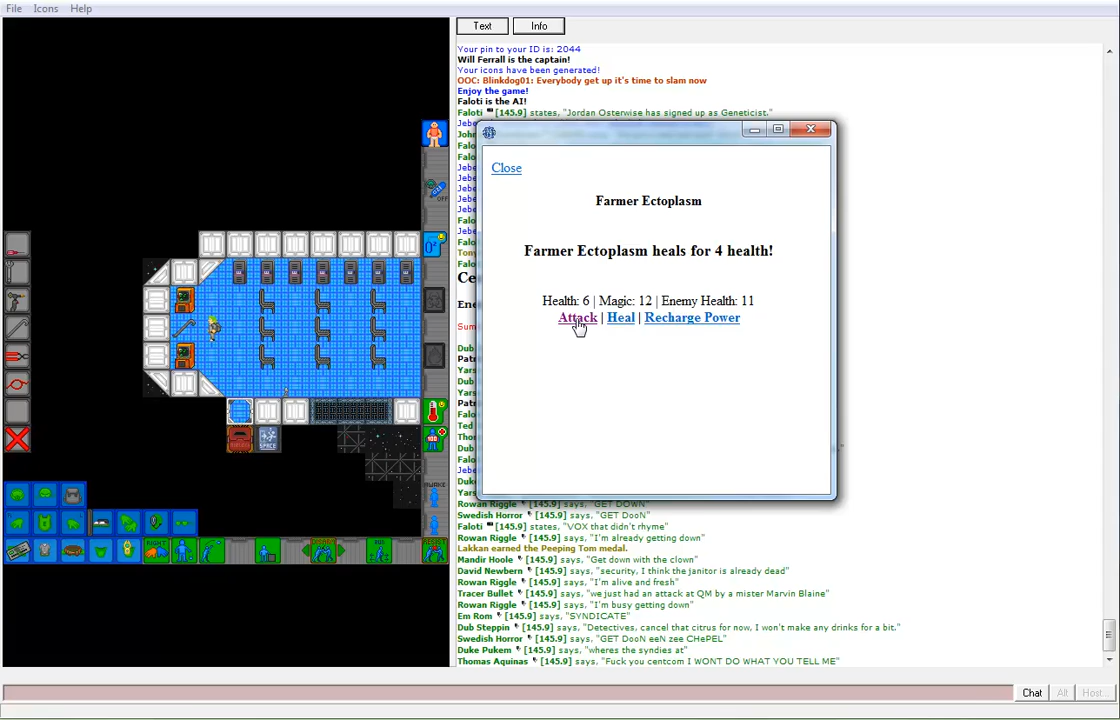 File Icons Help
Text Info
Your pin to your ID is: 2044
Will Ferrall is the captain!
Your icons have been generated!
OOC: Blinkdog01: Everybody get up it's time to slam now
Enjoy the game!
Faloti is the AI!
Faloti [145.9] states, "Jordan Osterwise has signed up as Geneticist."
Close
Farmer Ectoplasm
Farmer Ectoplasm heals for 4 health!
Health: 6 | Magic: 12 | Enemy Health: 11
Attack | Heal | Recharge Power
Rowan Riggle [145.9] says, "GET DOWN"
Swedish Horror [145.9] says, "GET DooN"
Faloti [145.9] states, "VOX that didn't rhyme"
Rowan Riggle [145.9] says, "I'm already getting down"
Lakkan earned the Peeping Tom medal.
Mandir Hoole [145.9] says, "Get down with the clown"
David Newbern [145.9] says, "security, I think the janitor is already dead"
Rowan Riggle [145.9] says, "I'm alive and fresh"
Tracer Bullet [145.9] says, "we just had an attack at QM by a mister Marvin Blaine"
Rowan Riggle [145.9] says, "I'm busy getting down"
Em Rom [145.9] says, "SYNDICATE"
Dub Steppin [145.9] says, "Detectives, cancel that citrus for now, I won't make any drinks for a bit."
Swedish Horror [145.9] says, "GET DooN eeN zee CHePEL"
Duke Pukem [145.9] says, "wheres the syndies at"
Thomas Aquinas [145.9] says, "Fuck you centcom I WONT DO WHAT YOU TELL ME"
Chat Alt Host...